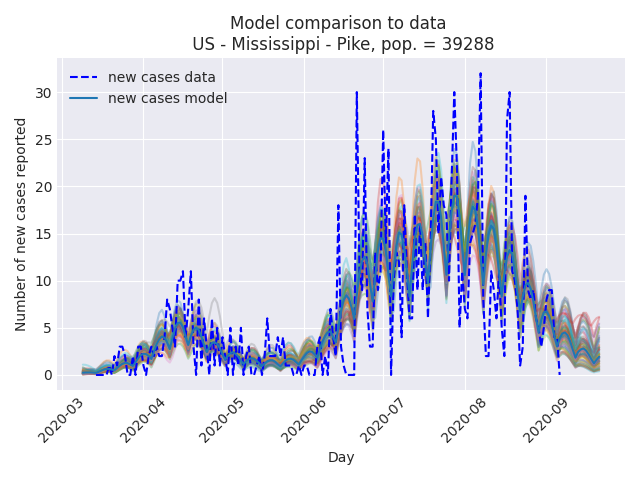 Model comparison to data
US - Mississippi - Pike, pop. = 39288
new cases data
new cases model
Number of new cases reported
30
25
20
15
10
5
0
2020-03
2020-04
2020-05
2020-06
2020-07
2020-08
2020-09
Day